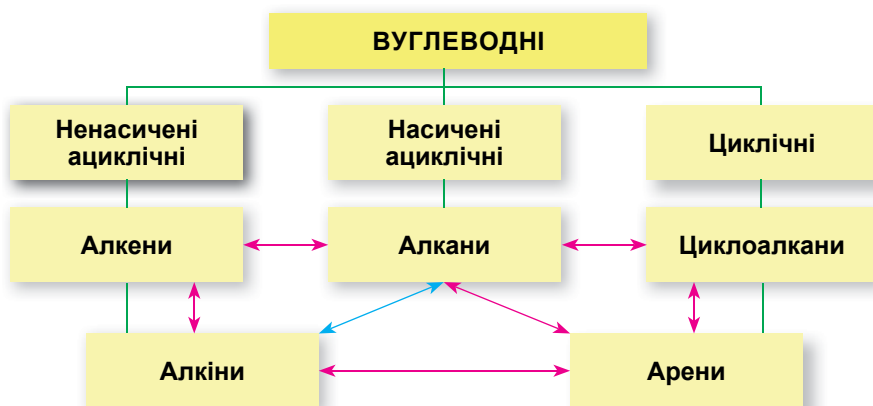 ВУГЛЕВОДНІ
Ненасичені
ациклічні
Насичені
ациклічні
Циклічні
Алкени
Алкани
Циклоалкани
Алкіни
Арени